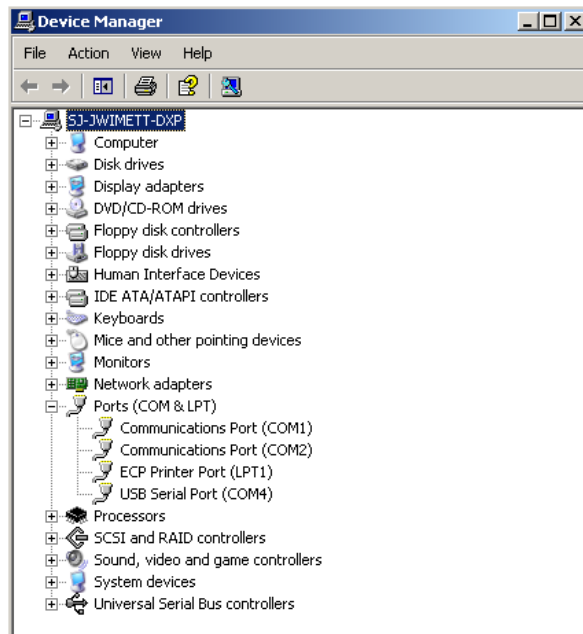 Device Manager
File Action View Help
SJ-JWIMETT-DXP
Computer
Disk drives
Display adapters
DVD/CD-ROM drives
Floppy disk controllers
Floppy disk drives
Human Interface Devices
IDE ATA/ATAPI controllers
Keyboards
Mice and other pointing devices
Monitors
Network adapters
Ports (COM & LPT)
Communications Port (COM1)
Communications Port (COM2)
ECP Printer Port (LPT1)
USB Serial Port (COM4)
Processors
SCSI and RAID controllers
Sound, video and game controllers
System devices
Universal Serial Bus controllers